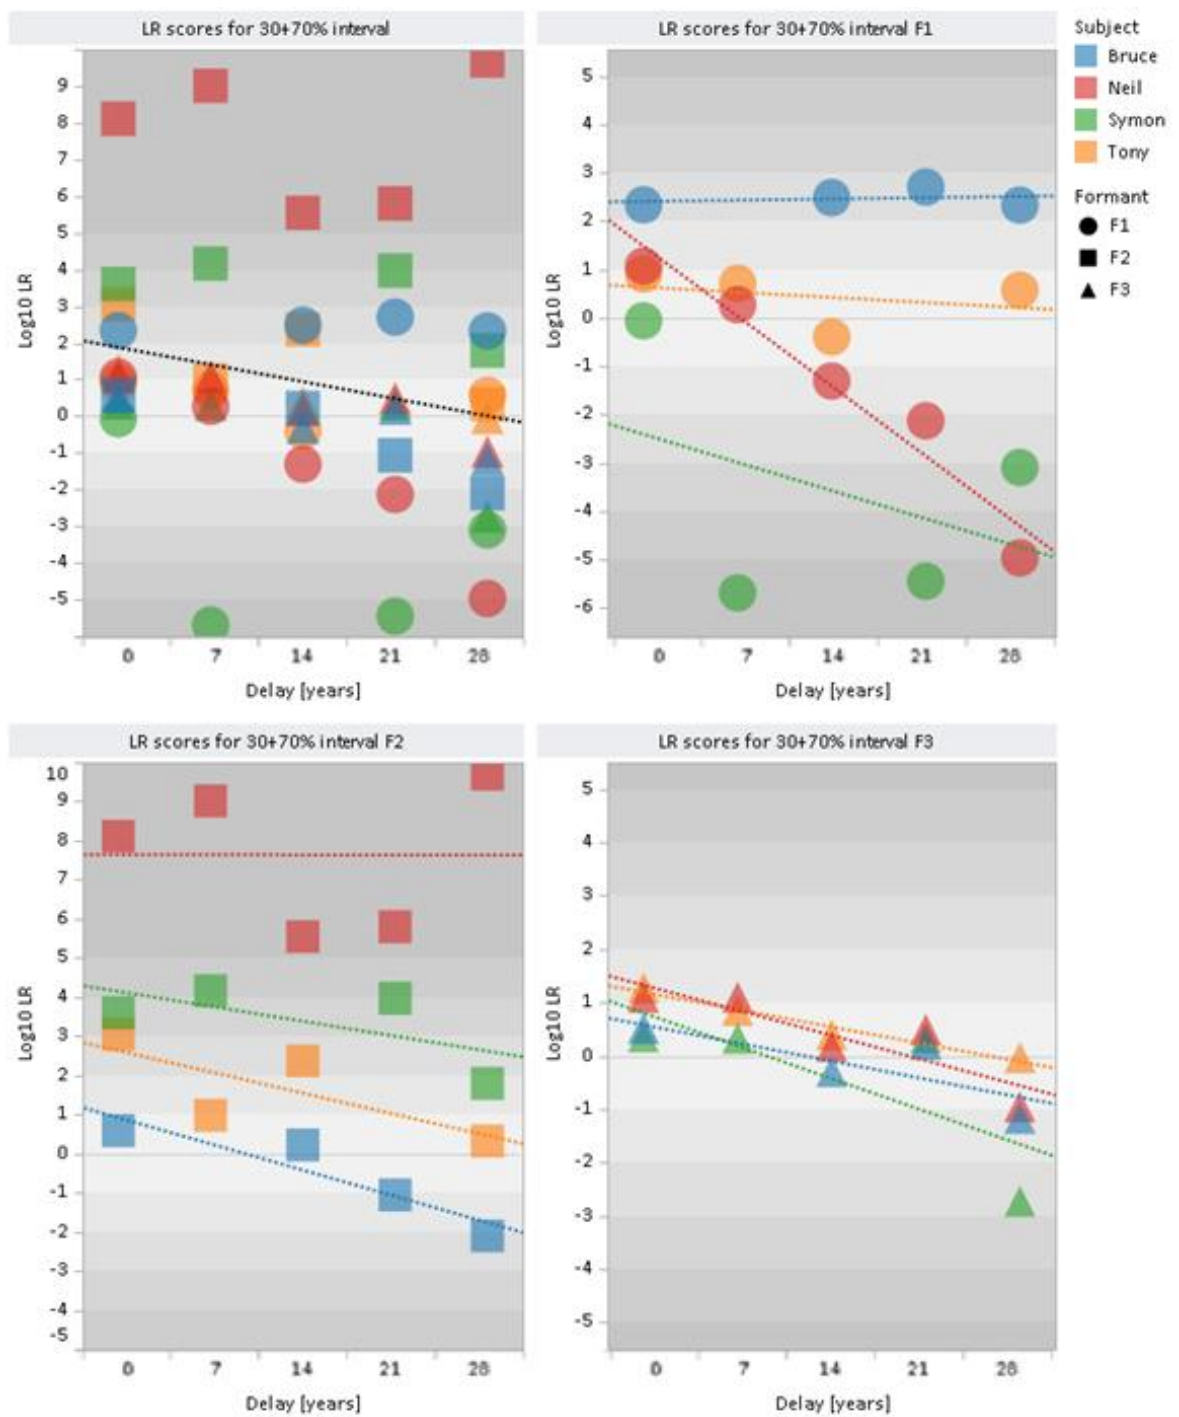 LR scores for 30+70% interval
9
8
7
6
5
4
3
2
1
0
-1
-2
-3
-4
-5
Log10 LR
0 7 14 21 28
Delay [years]
LR scores for 30+70% interval F1
5
4
3
2
1
0
-1
-2
-3
-4
-5
-6
Log10 LR
0 7 14 21 28
Delay [years]
Subject
Bruce
Neil
Symon
Tony
Formant
F1
F2
F3
LR scores for 30+70% interval F2
10
9
8
7
6
5
4
3
2
1
0
-1
-2
-3
-4
-5
Log10 LR
0 7 14 21 28
Delay [years]
LR scores for 30+70% interval F3
5
4
3
2
1
0
-1
-2
-3
-4
-5
Log10 LR
0 7 14 21 28
Delay [years]